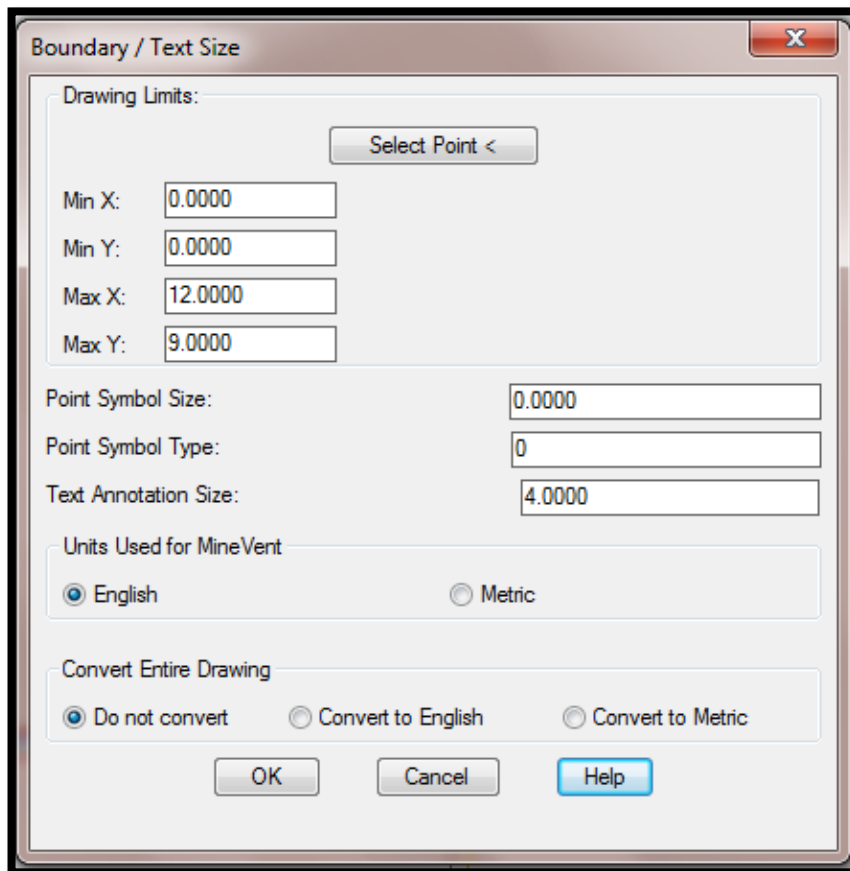 Boundary / Text Size
Drawing Limits:
Select Point <
Min X: 0.0000
Min Y: 0.0000
Max X: 12.0000
Max Y: 9.0000
Point Symbol Size: 0.0000
Point Symbol Type: 0
Text Annotation Size: 4.0000
Units Used for MineVent
English Metric
Convert Entire Drawing
Do not convert Convert to English Convert to Metric
OK Cancel Help